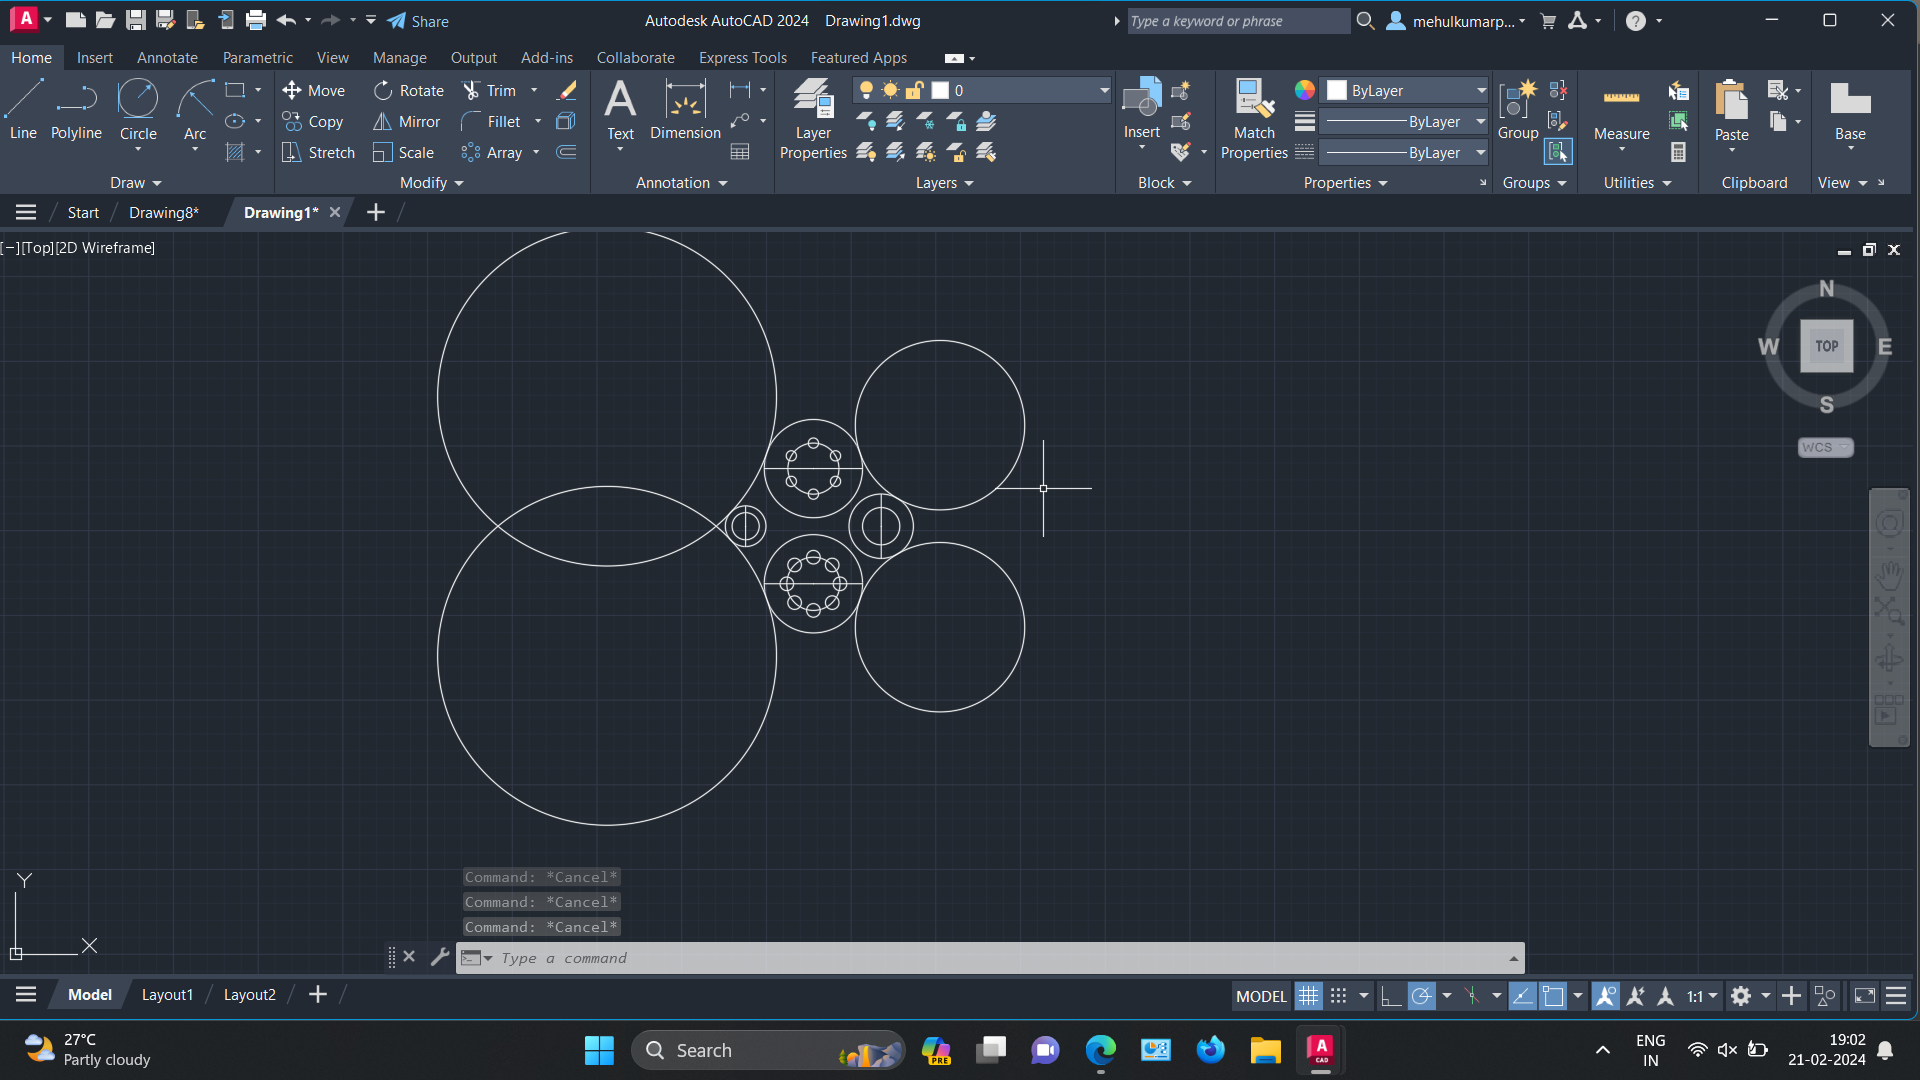 A Share Autodesk AutoCAD 2024 Drawing1.dwg Type a keyword or phrase mehulkumarp... ?
Home Insert Annotate Parametric View Manage Output Add-ins Collaborate Express Tools Featured Apps
Line Polyline Circle Arc
Move Rotate Trim
Copy Mirror Fillet
Stretch Scale Array
A Text Dimension
Layer Properties
0
Insert
Match Properties
ByLayer
ByLayer
ByLayer
Group
Measure
Paste
Base
Draw Modify Annotation Layers Block Properties Groups Utilities Clipboard View
Start Drawing8* Drawing1*
[−][Top][2D Wireframe]
N
W TOP E
S
WCS
Y
X
Command: *Cancel*
Command: *Cancel*
Command: *Cancel*
Type a command
Model Layout1 Layout2 MODEL 1:1
27°C
Partly cloudy
Search
PRE
A
CAD
ENG
IN
19:02
21-02-2024